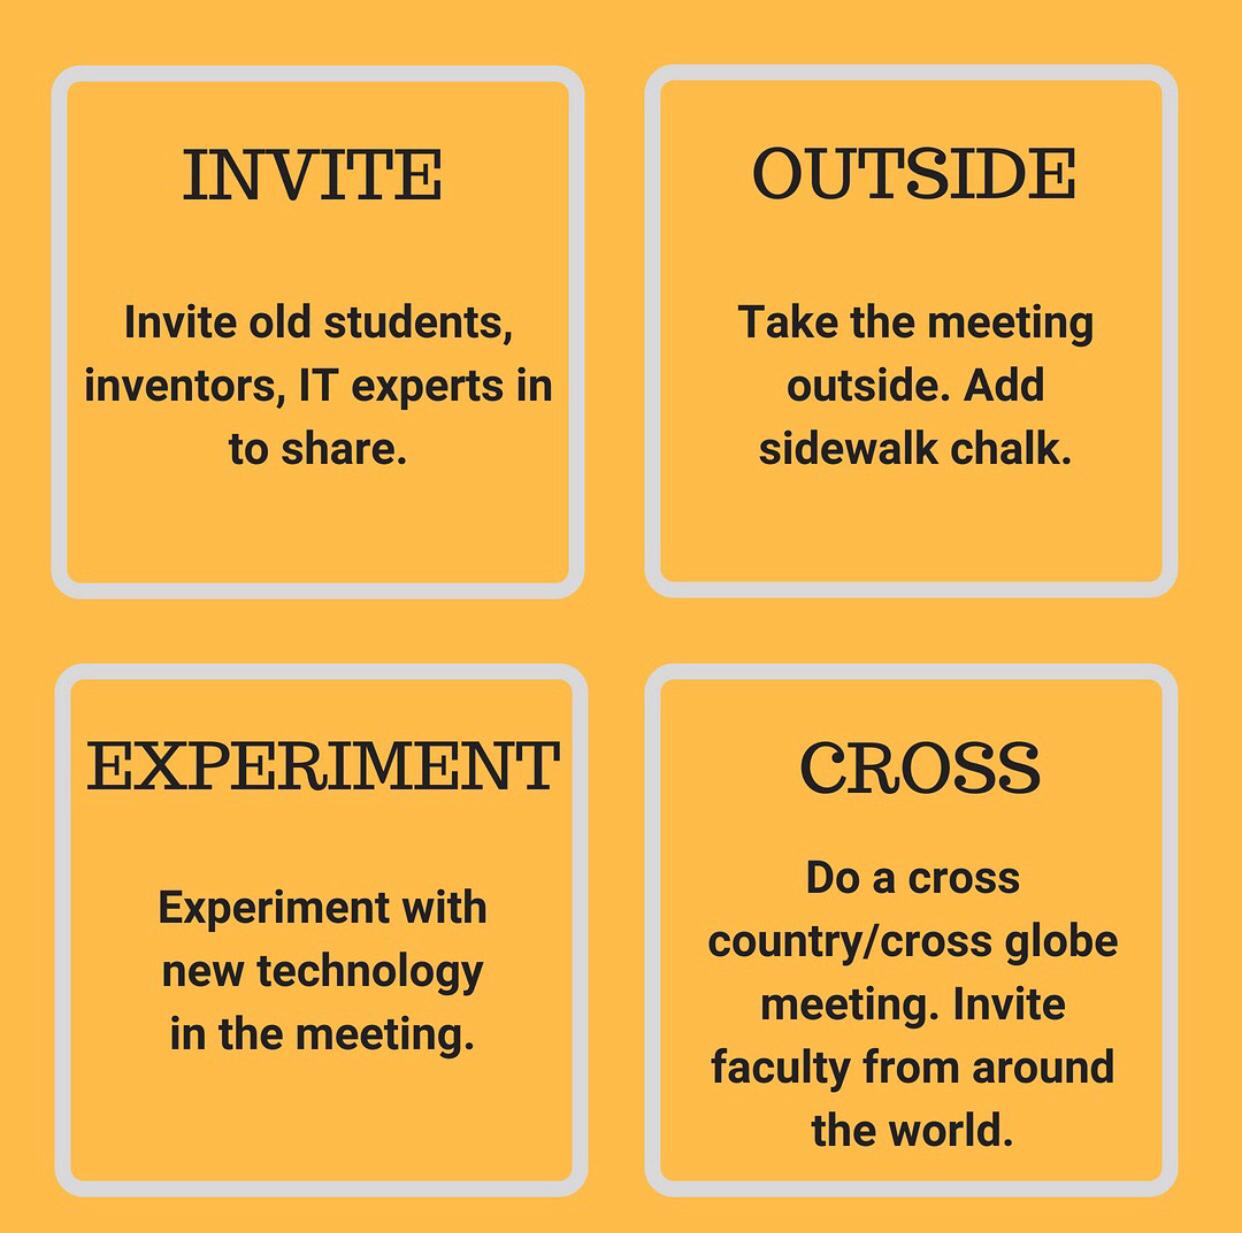 INVITE
Invite old students,
inventors, IT experts in
to share.
OUTSIDE
Take the meeting
outside. Add
sidewalk chalk.
EXPERIMENT
Experiment with
new technology
in the meeting.
CROSS
Do a cross
country/cross globe
meeting. Invite
faculty from around
the world.